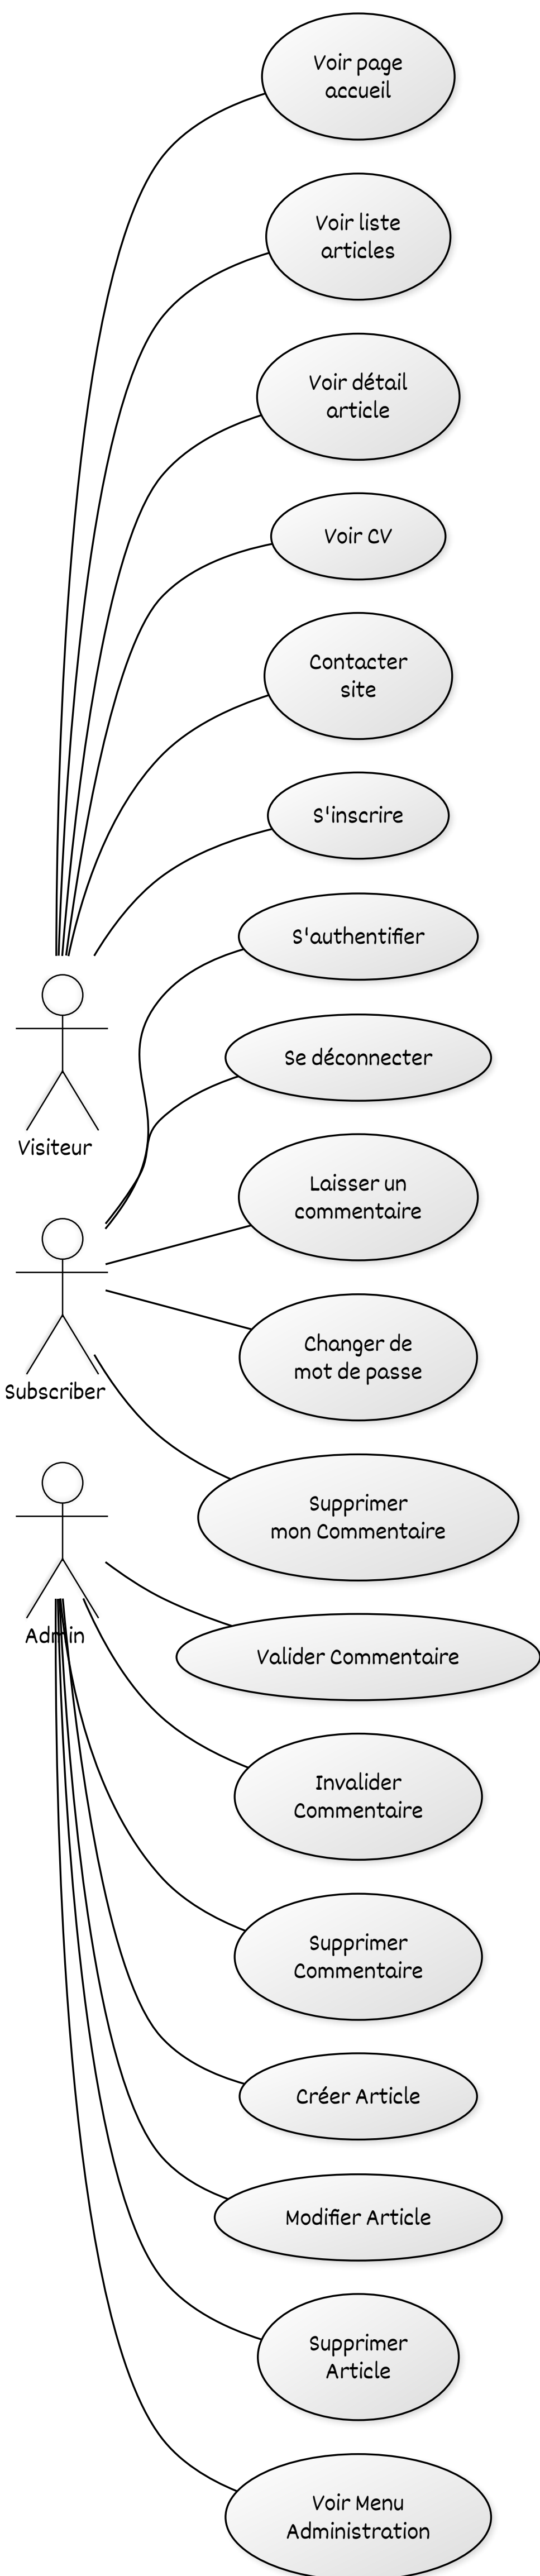 Voir page
accueil
Voir liste
articles
Voir détail
article
Voir CV
Contacter
site
S'inscrire
S'authentifier
Se déconnecter
Visiteur
Laisser un
commentaire
Changer de
mot de passe
Subscriber
Supprimer
mon Commentaire
Admin
Valider Commentaire
Invalider
Commentaire
Supprimer
Commentaire
Créer Article
Modifier Article
Supprimer
Article
Voir Menu
Administration